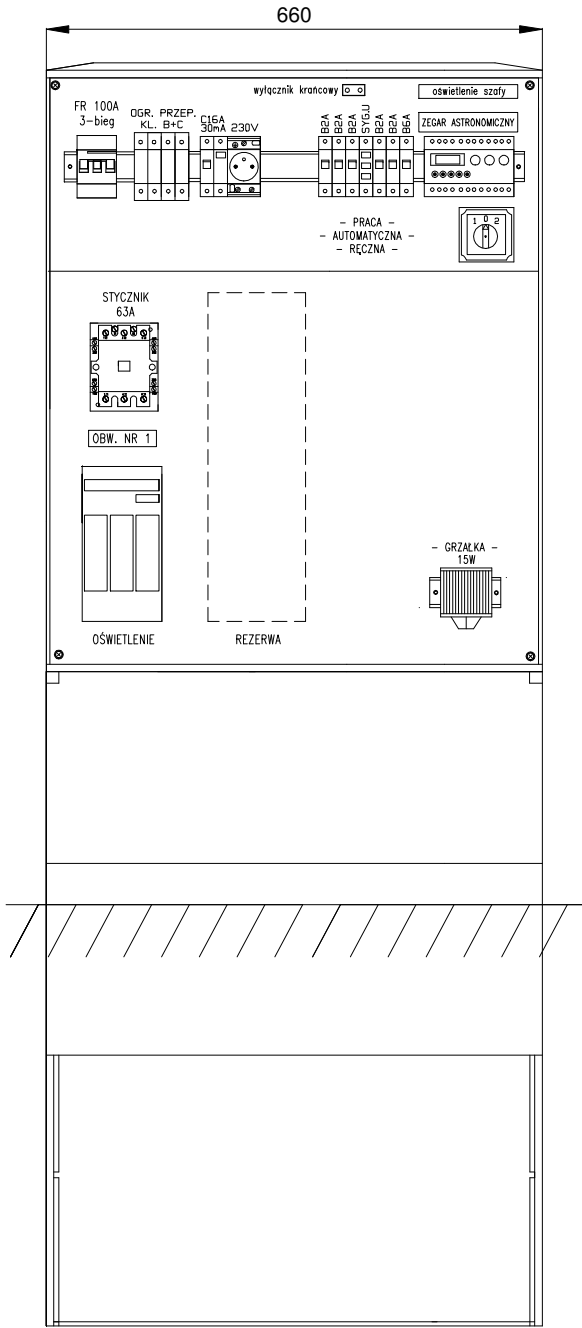 660
wyłącznik krańcowy
oświetlenie szafy
FR 100A
3-bieg
OGR. PRZEP.
KL. B+C
C16A
30mA 230V
B2A
B2A
B2A
SYG.U
B2A
B2A
B6A
ZEGAR ASTRONOMICZNY
- PRACA -
- AUTOMATYCZNA -
- RĘCZNA -
1 0 2
STYCZNIK
63A
OBW. NR 1
- GRZAŁKA -
15W
OŚWIETLENIE
REZERWA